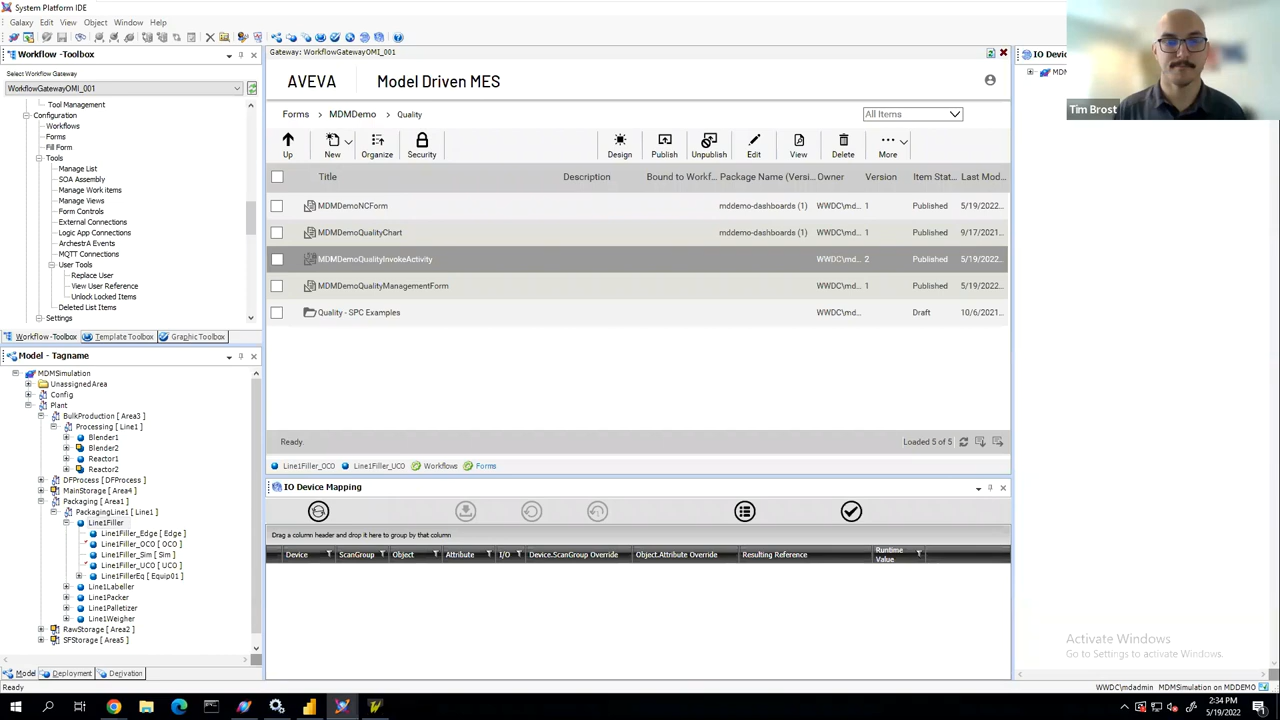 System Platform IDE
Galaxy Edit View Object Window Help
Workflow -Toolbox
Select Workflow Gateway
WorkflowGatewayOMI_001
Tool Management
Configuration
Workflows
Forms
Fill Form
Tools
Manage List
SOA Assembly
Manage Work items
Manage Views
Form Controls
External Connections
Logic App Connections
ArchestrA Events
MQTT Connections
User Tools
Replace User
View User Reference
Unlock Locked Items
Deleted List Items
Settings
Workflow-Toolbox Template Toolbox Graphic Toolbox
Model - Tagname
MDMSimulation
UnassignedArea
Config
Plant
BulkProduction [ Area3 ]
Processing [ Line1 ]
Blender1
Blender2
Reactor1
Reactor2
DFProcess [ DFProcess ]
MainStorage [ Area4 ]
Packaging [ Area1 ]
PackagingLine1 [ Line1 ]
Line1Filler
Line1Filler_Edge [ Edge ]
Line1Filler_OCO [ OCO ]
Line1Filler_Sim [ Sim ]
Line1Filler_UCO [ UCO ]
Line1FillerEq [ Equip01 ]
Line1Labeller
Line1Packer
Line1Palletizer
Line1Weigher
RawStorage [ Area2 ]
SFStorage [ Area5 ]
Model Deployment Derivation
Ready
Gateway: WorkflowGatewayOMI_001
AVEVA Model Driven MES
Forms > MDMDemo > Quality
All Items
Up New Organize Security Design Publish Unpublish Edit View Delete More
Title Description Bound to Workf... Package Name (Versi... Owner Version Item Stat... Last Mod...
MDMDemoNCForm mddemo-dashboards (1) WWDC\md... 1 Published 5/19/2022...
MDMDemoQualityChart mddemo-dashboards (1) WWDC\md... 1 Published 9/17/2021...
MDMDemoQualityInvokeActivity WWDC\md... 2 Published 5/19/2022...
MDMDemoQualityManagementForm WWDC\md... 1 Published 5/19/2022...
Quality - SPC Examples WWDC\md... Draft 10/6/2021...
Ready. Loaded 5 of 5
Line1Filler_OCO Line1Filler_UCO Workflows Forms
IO Device Mapping
Drag a column header and drop it here to group by that column
Device ScanGroup Object Attribute I/O Device.ScanGroup Override Object.Attribute Override Resulting Reference Runtime Value
IO Devic
MDM
Tim Brost
Activate Windows
Go to Settings to activate Windows.
WWDC\mdadmin MDMSimulation on MDDEMO
2:34 PM
5/19/2022